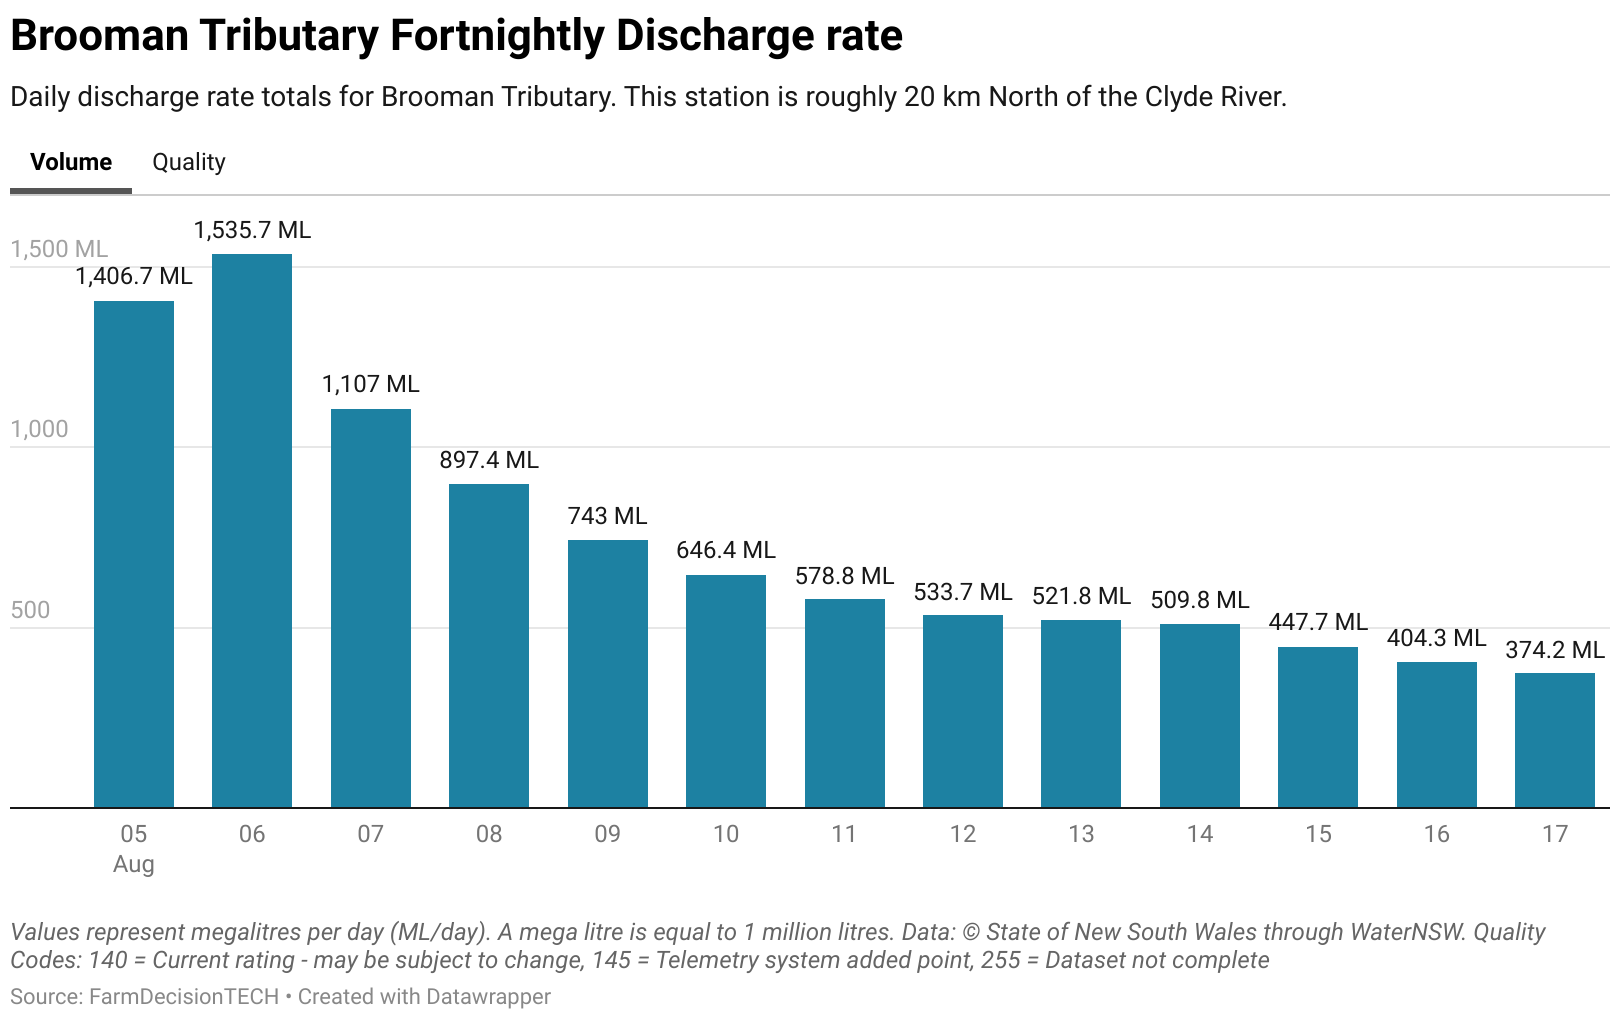 Brooman Tributary Fortnightly Discharge rate
Daily discharge rate totals for Brooman Tributary. This station is roughly 20 km North of the Clyde River.
Volume Quality
1,535.7 ML
1,500 ML
1,406.7 ML
1,107 ML
1,000
897.4 ML
743 ML
646.4 ML
578.8 ML
533.7 ML
521.8 ML
509.8 ML
500
447.7 ML
404.3 ML
374.2 ML
05 06 07 08 09 10 11 12 13 14 15 16 17
Aug
Values represent megalitres per day (ML/day). A mega litre is equal to 1 million litres. Data: © State of New South Wales through WaterNSW. Quality
Codes: 140 = Current rating - may be subject to change, 145 = Telemetry system added point, 255 = Dataset not complete
Source: FarmDecisionTECH • Created with Datawrapper